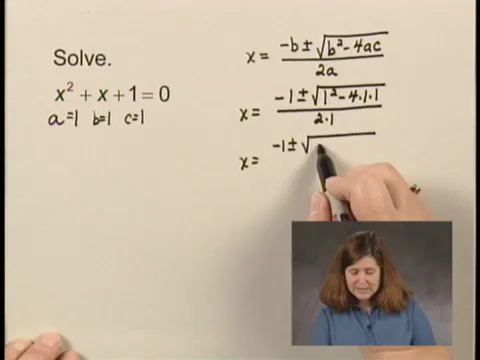 Solve.
x² + x + 1 = 0
a=1 b=1 c=1
x = -b ± √(b² - 4ac) / 2a
x = -1 ± √(1² - 4·1·1) / 2·1
x = -1 ± √